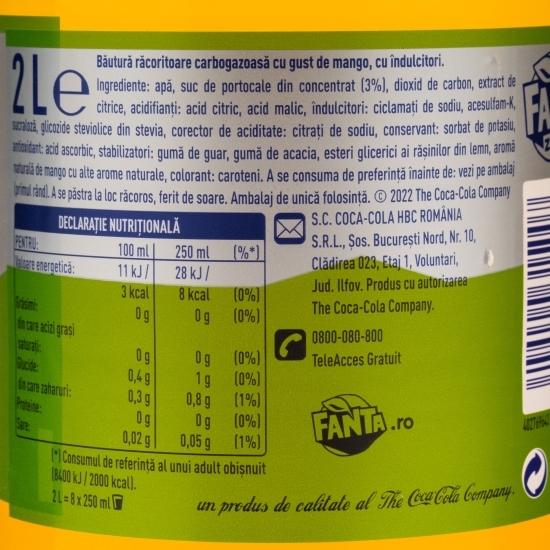 2L e
Băutură răcoritoare carbogazoasă cu gust de mango, cu îndulcitori.
Ingrediente: apă, suc de portocale din concentrat (3%), dioxid de carbon, extract de
citrice, acidifianți: acid citric, acid malic, îndulcitori: ciclamați de sodiu, acesulfam-K,
sucraloză, glicozide steviolice din stevia, corector de aciditate: citrați de sodiu, conservant: sorbat de potasiu,
antioxidant: acid ascorbic, stabilizatori: gumă de guar, gumă de acacia, esteri glicerici ai rășinilor din lemn, aromă
naturală de mango cu alte arome naturale, colorant: caroteni. A se consuma de preferință înainte de: vezi pe ambalaj
(primul rând). A se păstra la loc răcoros, ferit de soare. Ambalaj de unică folosință. © 2022 The Coca-Cola Company
DECLARAȚIE NUTRIȚIONALĂ
PENTRU: 100 ml 250 ml (%*)
Valoare energetică: 11 kJ / 28 kJ /
3 kcal 8 kcal (0%)
Grăsimi: 0 g 0 g (0%)
din care acizi grași
saturați: 0 g 0 g (0%)
Glucide: 0,4 g 1 g (0%)
din care zaharuri: 0,3 g 0,8 g (1%)
Proteine: 0 g 0 g (0%)
Sare: 0,02 g 0,05 g (1%)
(*) Consumul de referință al unui adult obișnuit
(8400 kJ / 2000 kcal).
2 L = 8 x 250 ml
S.C. COCA-COLA HBC ROMÂNIA
S.R.L., Șos. București Nord, Nr. 10,
Clădirea O23, Etaj 1, Voluntari,
Jud. Ilfov. Produs cu autorizarea
The Coca-Cola Company.
0800-080-800
TeleAcces Gratuit
FANTA.ro
un produs de calitate al The Coca-Cola Company.